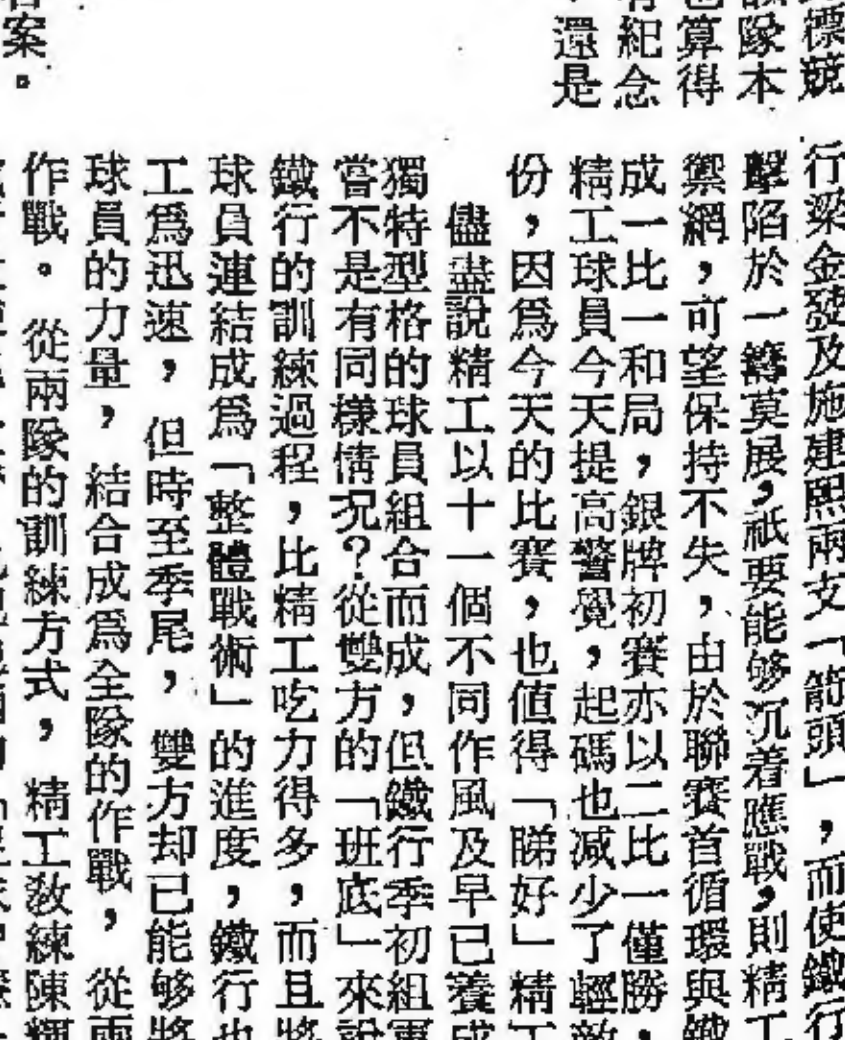 標競
隊本
算得
紀念
還是
案。
行梁金發及施建熙兩支「箭頭」，而使鐵行
擊陷於一籌莫展，祇要能够沉着應戰，則精工
禦網，可望保持不失，由於聯賽首循環與鐵
成一比一和局，銀牌初賽亦以二比一僅勝，
精工球員今天提高警覺，起碼也減少了輕敵
份，因爲今天的比賽，也值得「睇好」精工
儘盡說精工以十一個不同作風及早已養成
獨特型格的球員組合而成，但鐵行季初組軍
嘗不是有同樣情况？從雙方的「班底」來說
鐵行的訓練過程，比精工吃力得多，而且將
球員連結成爲「整體戰術」的進度，鐵行也
工爲迅速，但時至季尾，雙方却已能够將
球員的力量，結合成爲全隊的作戰，從兩
作戰。從兩隊的訓練方式，精工教練陳輝